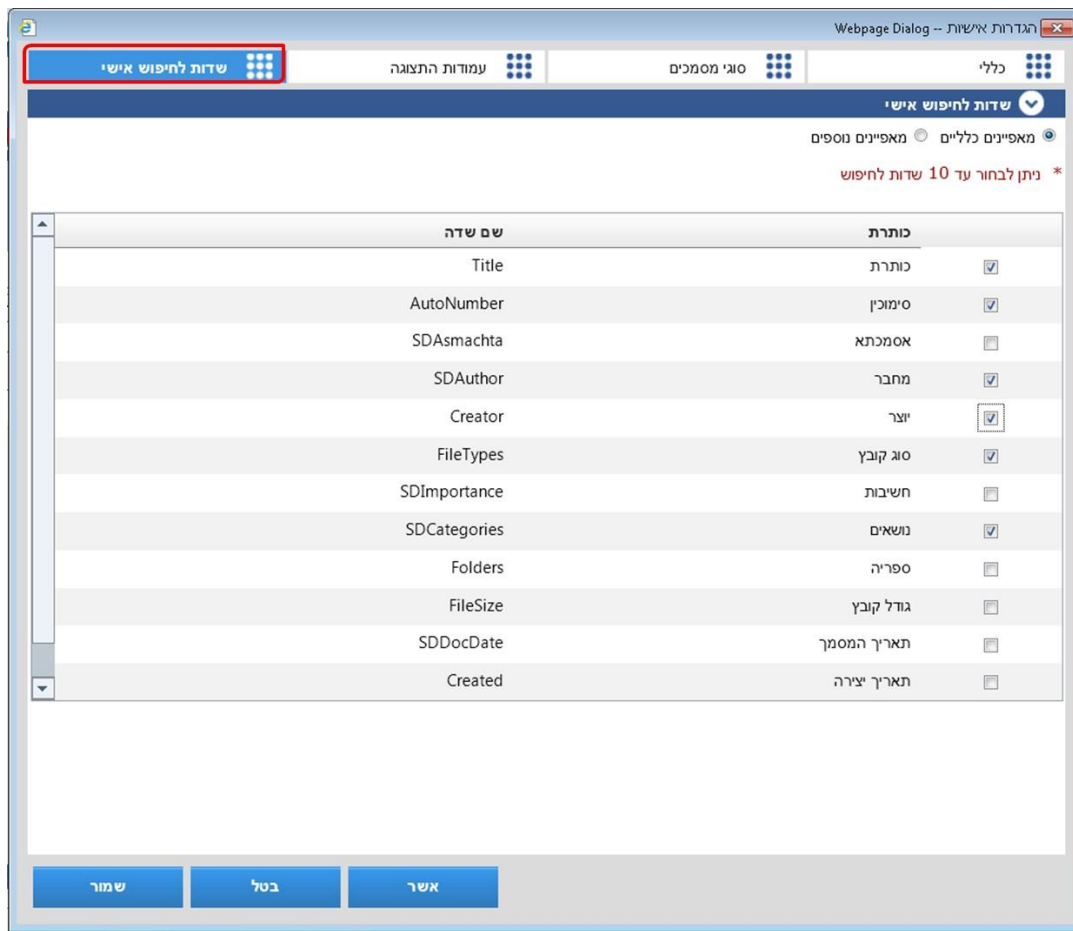 הגדרות אישיות -- Webpage Dialog
כללי
סוגי מסמכים
עמודות התצוגה
שדות לחיפוש אישי
שדות לחיפוש אישי
מאפיינים כלליים מאפיינים נוספים
* ניתן לבחור עד 10 שדות לחיפוש
כותרת שם שדה
כותרת Title
סימוכין AutoNumber
אסמכתא SDAsmachta
מחבר SDAuthor
יוצר Creator
סוג קובץ FileTypes
חשיבות SDImportance
נושאים SDCategories
ספריה Folders
גודל קובץ FileSize
תאריך המסמך SDDocDate
תאריך יצירה Created
אשר
בטל
שמור